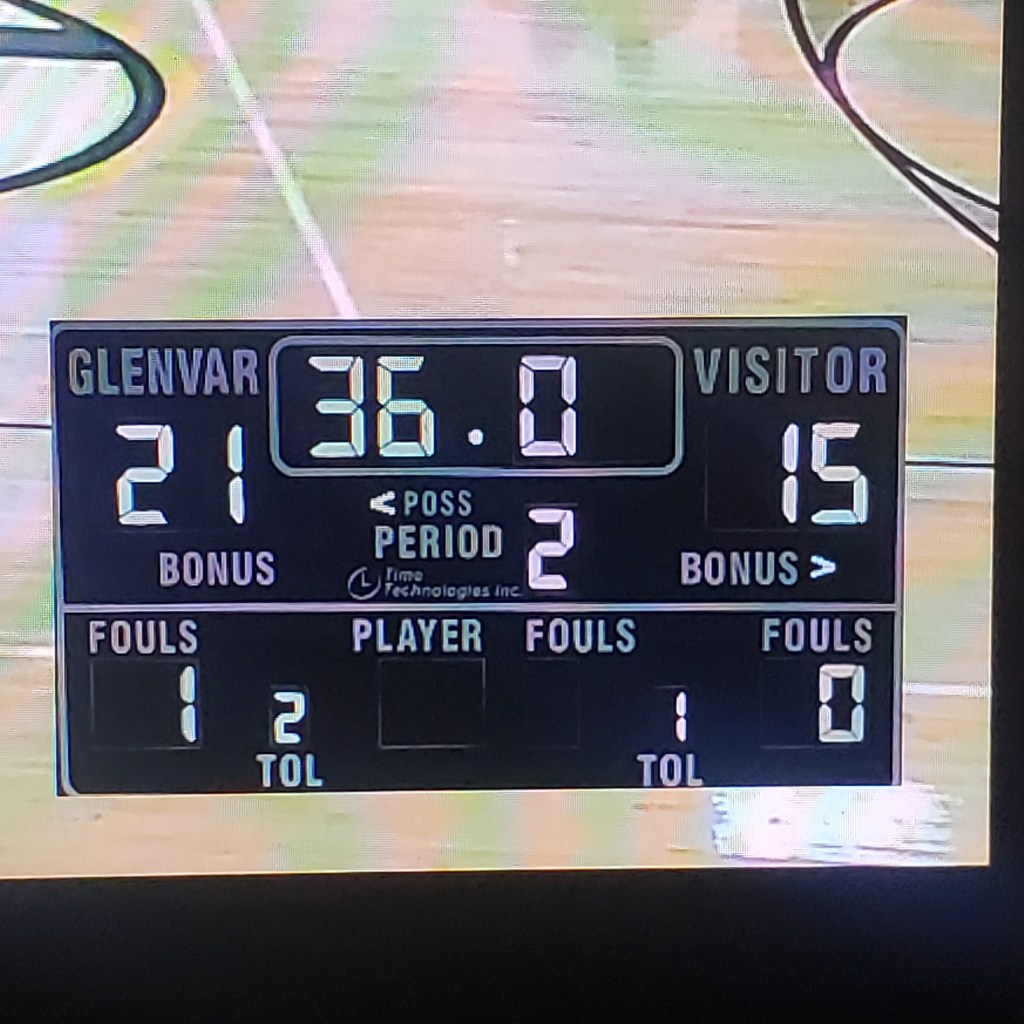 GLENVAR 36.0 VISITOR
21 15
< POSS
PERIOD 2
BONUS BONUS >
Time
Technologies Inc.
FOULS PLAYER FOULS FOULS
1 2 1 0
TOL TOL